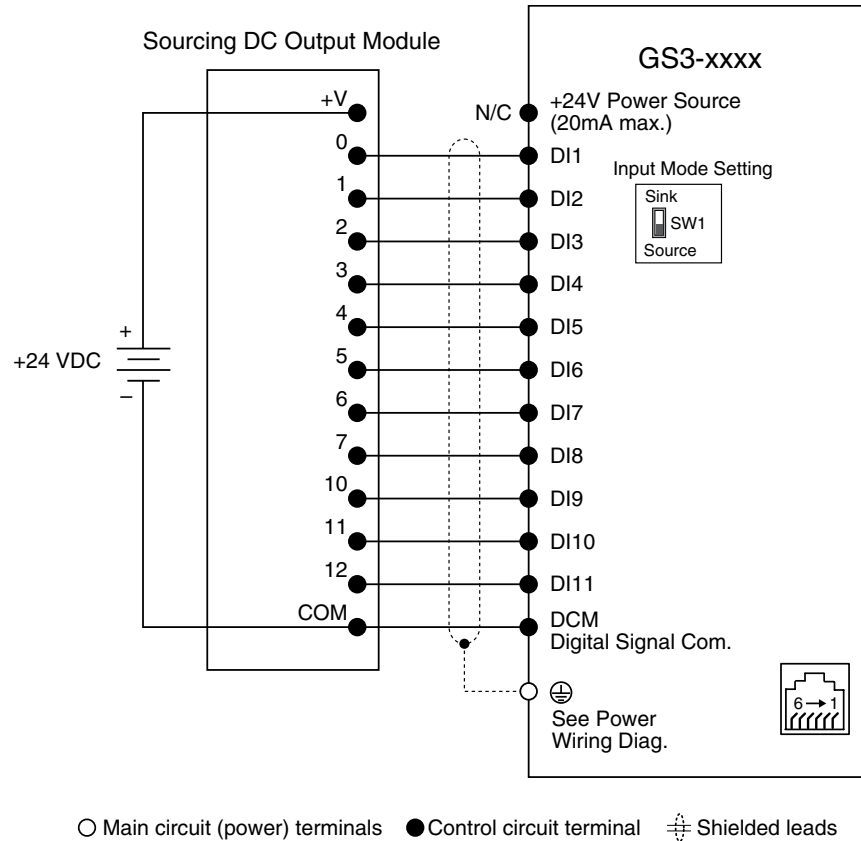 Sourcing DC Output Module
GS3-xxxx
+V
N/C
+24V Power Source
(20mA max.)
0
DI1
Input Mode Setting
Sink
SW1
Source
1
DI2
2
DI3
3
DI4
4
DI5
+
+24 VDC
–
5
DI6
6
DI7
7
DI8
10
DI9
11
DI10
12
DI11
COM
DCM
Digital Signal Com.
See Power
Wiring Diag.
6→1
Main circuit (power) terminals
Control circuit terminal
Shielded leads